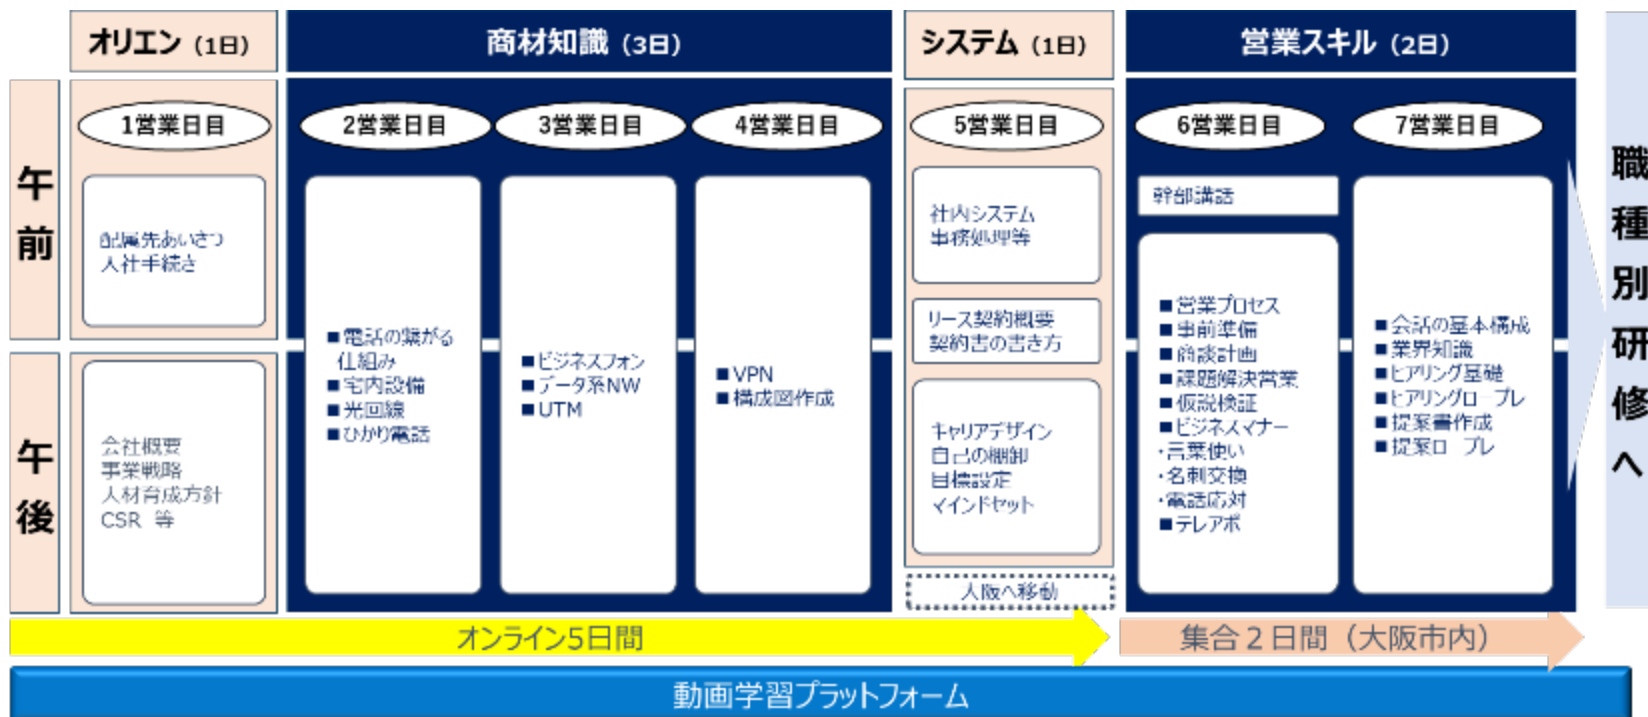 オリエン（1日）
商材知識（3日）
システム（1日）
営業スキル（2日）
午前
午後
1営業日目
配属先あいさつ
入社手続き
会社概要
事業戦略
人材育成方針
CSR 等
2営業日目
■電話の繋がる
仕組み
■宅内設備
■光回線
■ひかり電話
3営業日目
■ビジネスフォン
■データ系NW
■UTM
4営業日目
■VPN
■構成図作成
5営業日目
社内システム
事務処理等
リース契約概要
契約書の書き方
キャリアデザイン
自己の棚卸
目標設定
マインドセット
大阪へ移動
6営業日目
幹部講話
■営業プロセス
■事前準備
■商談計画
■課題解決営業
■仮説検証
■ビジネスマナー
・言葉使い
・名刺交換
・電話応対
■テレアポ
7営業日目
■会話の基本構成
■業界知識
■ヒアリング基礎
■ヒアリングロープレ
■提案書作成
■提案ロープレ
職種別研修へ
オンライン5日間
集合２日間（大阪市内）
動画学習プラットフォーム